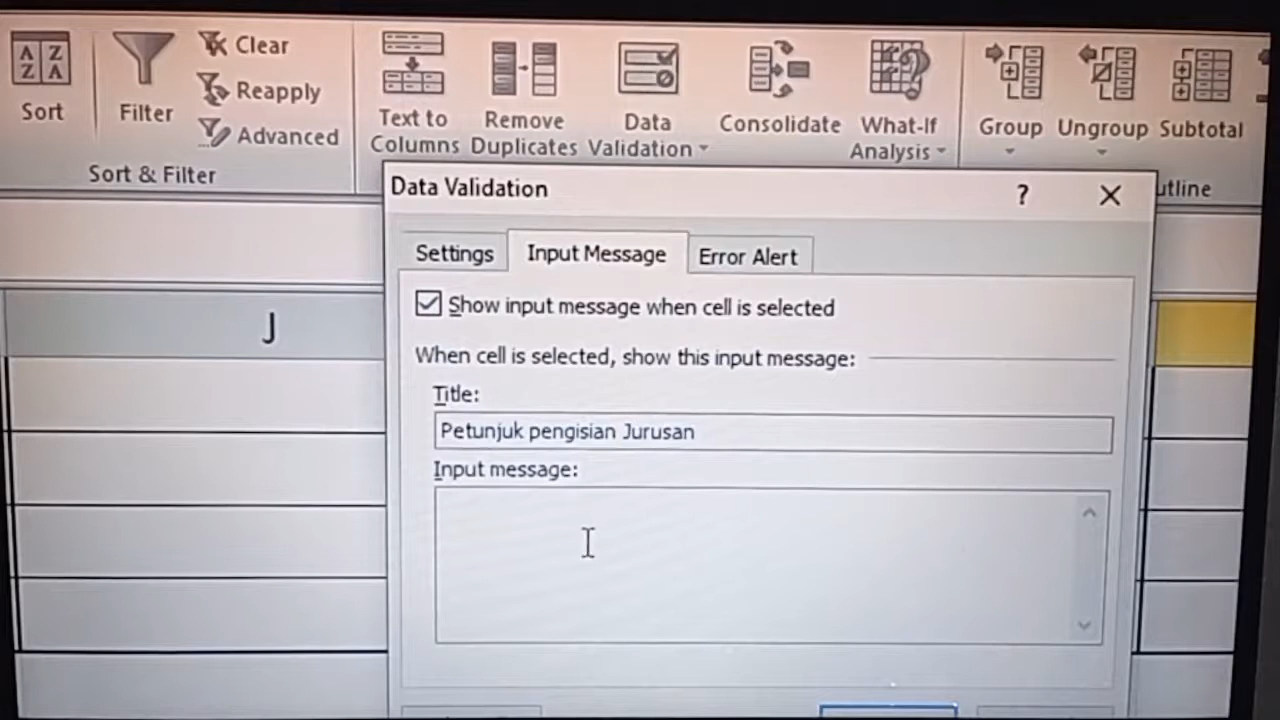 A Z
Z A
Sort
Filter
Clear
Reapply
Advanced
Sort & Filter
Text to
Columns
Remove
Duplicates
Data
Validation
Consolidate
What-If
Analysis
Group
Ungroup
Subtotal
utline
Data Validation
?
Settings
Input Message
Error Alert
Show input message when cell is selected
When cell is selected, show this input message:
Title:
Petunjuk pengisian Jurusan
Input message:
J